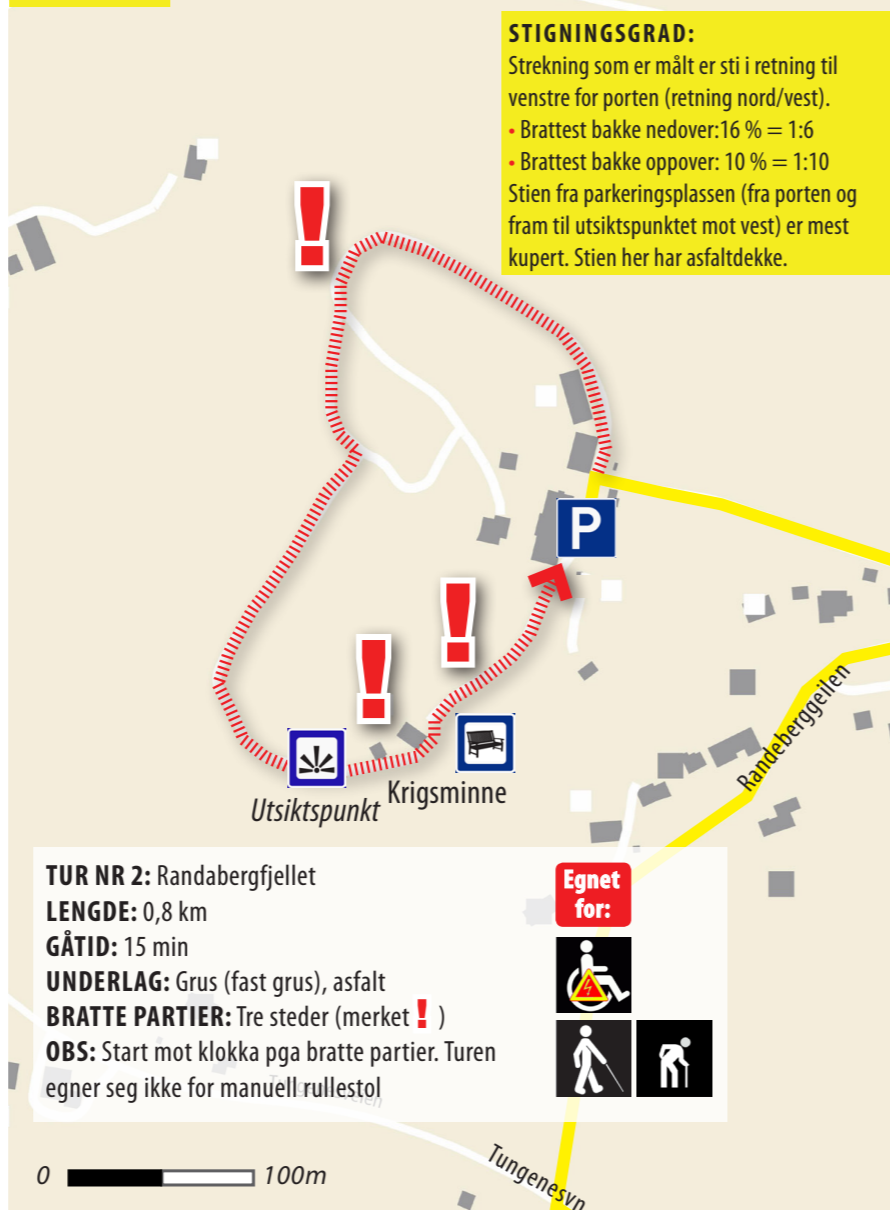 STIGNINGSGRAD:
Strekning som er målt er sti i retning til
venstre for porten (retning nord/vest).
• Brattest bakke nedover:16 % = 1:6
• Brattest bakke oppover: 10 % = 1:10
Stien fra parkeringsplassen (fra porten og
fram til utsiktspunktet mot vest) er mest
kupert. Stien her har asfaltdekke.
P
Randeberggeilen
Utsiktspunkt
Krigsminne
TUR NR 2: Randabergfjellet
LENGDE: 0,8 km
GÅTID: 15 min
UNDERLAG: Grus (fast grus), asfalt
BRATTE PARTIER: Tre steder (merket ! )
OBS: Start mot klokka pga bratte partier. Turen
egner seg ikke for manuell rullestol
Egnet
for:
Tungenesveien
Tungenesvn
0 100m